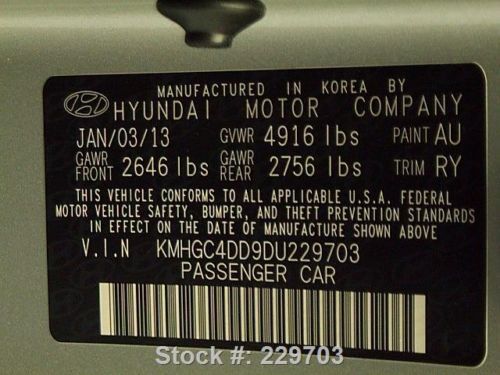 MANUFACTURED IN KOREA BY
HYUNDAI MOTOR COMPANY
JAN/03/13 GVWR 4916 lbs PAINT AU
GAWR FRONT 2646 lbs GAWR REAR 2756 lbs TRIM RY
THIS VEHICLE CONFORMS TO ALL APPLICABLE U.S.A. FEDERAL
MOTOR VEHICLE SAFETY, BUMPER, AND THEFT PREVENTION STANDARDS
IN EFFECT ON THE DATE OF MANUFACTURE SHOWN ABOVE.
V.I.N KMHGC4DD9DU229703
PASSENGER CAR
Stock #: 229703